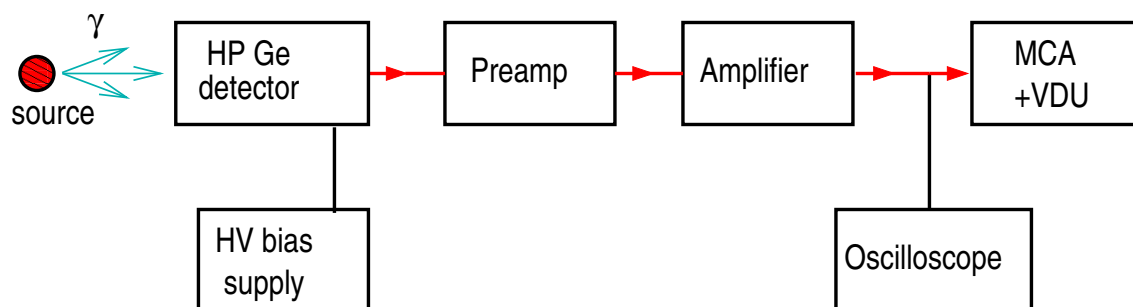 γ
source
HP Ge
detector
Preamp
Amplifier
MCA
+VDU
HV bias
supply
Oscilloscope